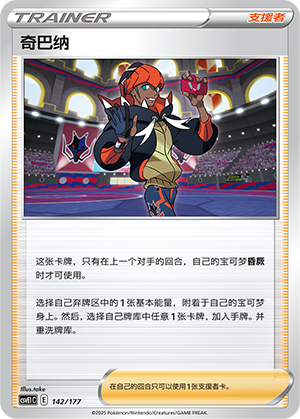 TRAINER 支援者
奇巴纳
这张卡牌，只有在上一个对手的回合，自己的宝可梦昏厥
时才可使用。
选择自己弃牌区中的1张基本能量，附着于自己的宝可梦
身上。然后，选择自己牌库中任意1张卡牌，加入手牌。并
重洗牌库。
Illus.take
E 142/177
在自己的回合只可以使用1张支援者卡。
©2025 Pokémon/Nintendo/Creatures/GAME FREAK.